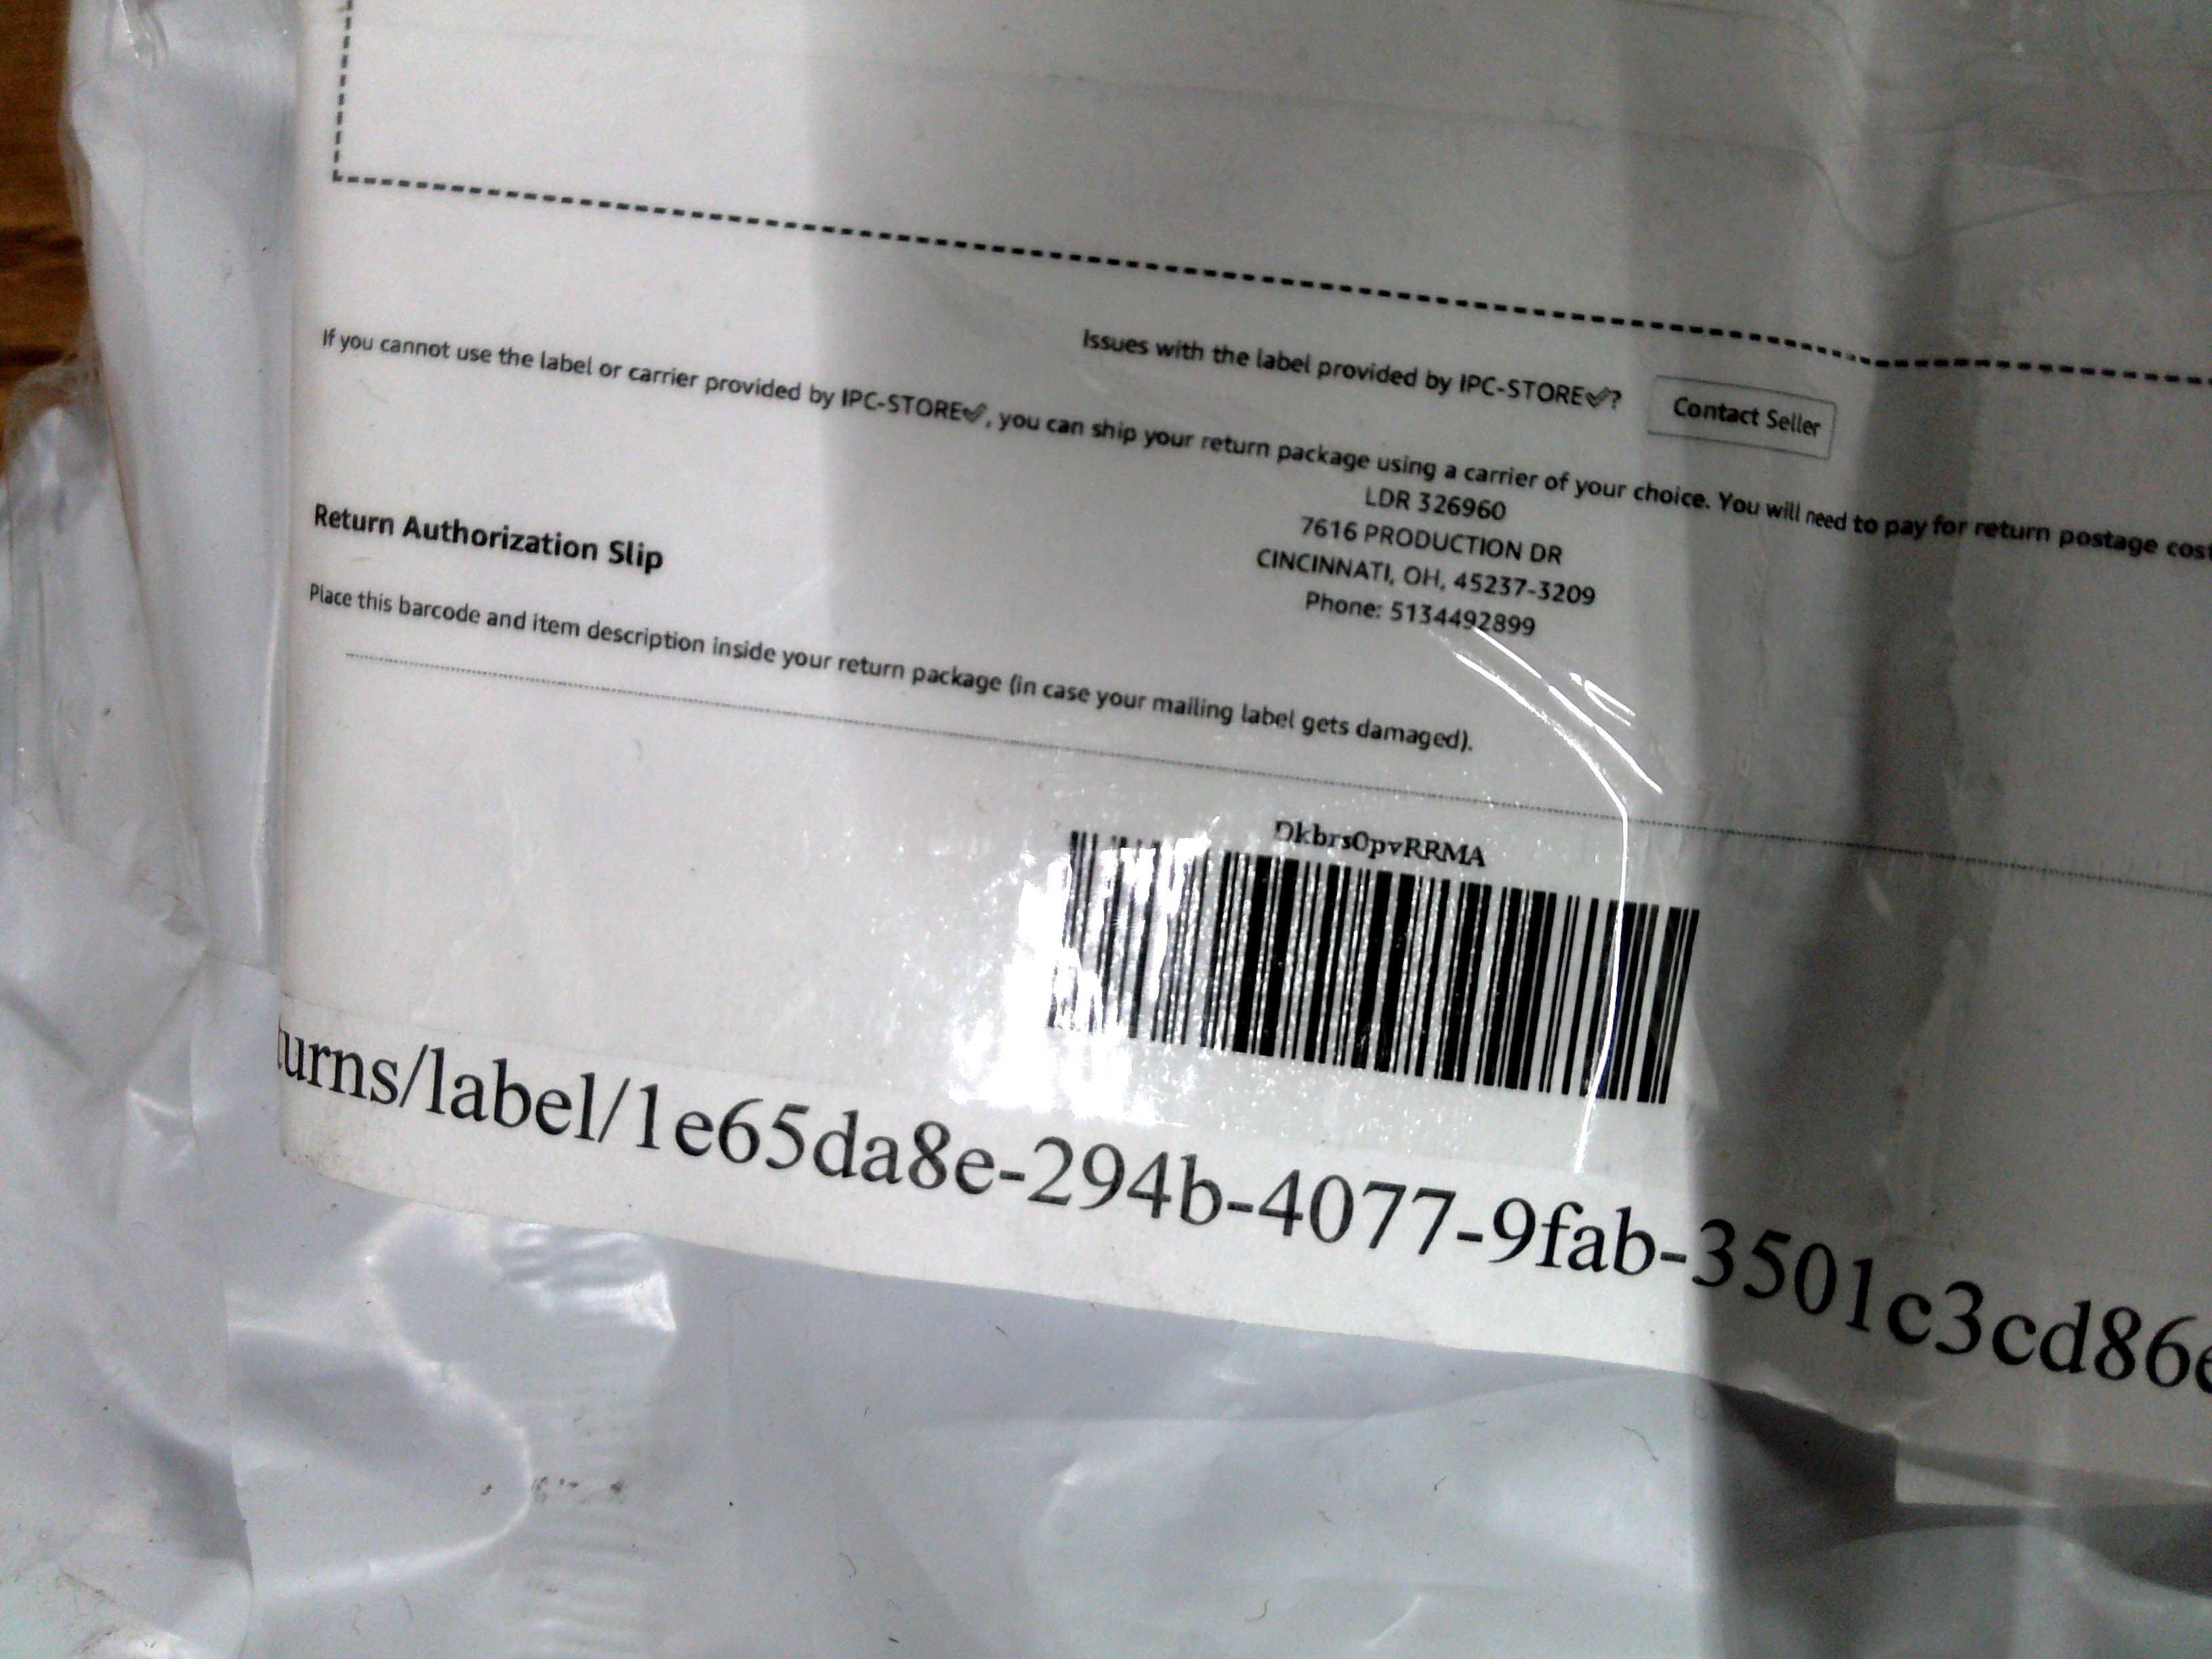 Issues with the label provided by IPC-STORE✔? Contact Seller
If you cannot use the label or carrier provided by IPC-STORE✔, you can ship your return package using a carrier of your choice. You will need to pay for return postage cost
LDR 326960
7616 PRODUCTION DR
CINCINNATI, OH, 45237-3209
Phone: 5134492899
Return Authorization Slip
Place this barcode and item description inside your return package (in case your mailing label gets damaged).
Dkbrs0pvRRMA
urns/label/1e65da8e-294b-4077-9fab-3501c3cd86e